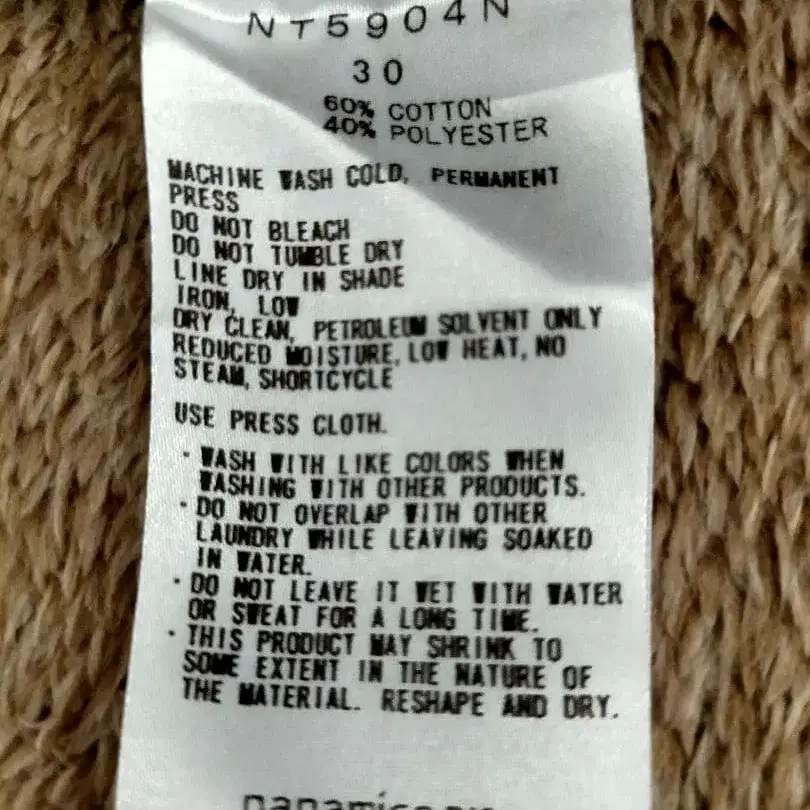 NT5904N
30
60% COTTON
40% POLYESTER
MACHINE WASH COLD, PERMANENT
PRESS
DO NOT BLEACH
DO NOT TUMBLE DRY
LINE DRY IN SHADE
IRON, LOW
DRY CLEAN, PETROLEUM SOLVENT ONLY
REDUCED MOISTURE, LOW HEAT, NO
STEAM, SHORTCYCLE
USE PRESS CLOTH.
· WASH WITH LIKE COLORS WHEN
WASHING WITH OTHER PRODUCTS.
· DO NOT OVERLAP WITH OTHER
LAUNDRY WHILE LEAVING SOAKED
IN WATER.
· DO NOT LEAVE IT WET WITH WATER
OR SWEAT FOR A LONG TIME.
· THIS PRODUCT MAY SHRINK TO
SOME EXTENT IN THE NATURE OF
THE MATERIAL. RESHAPE AND DRY.